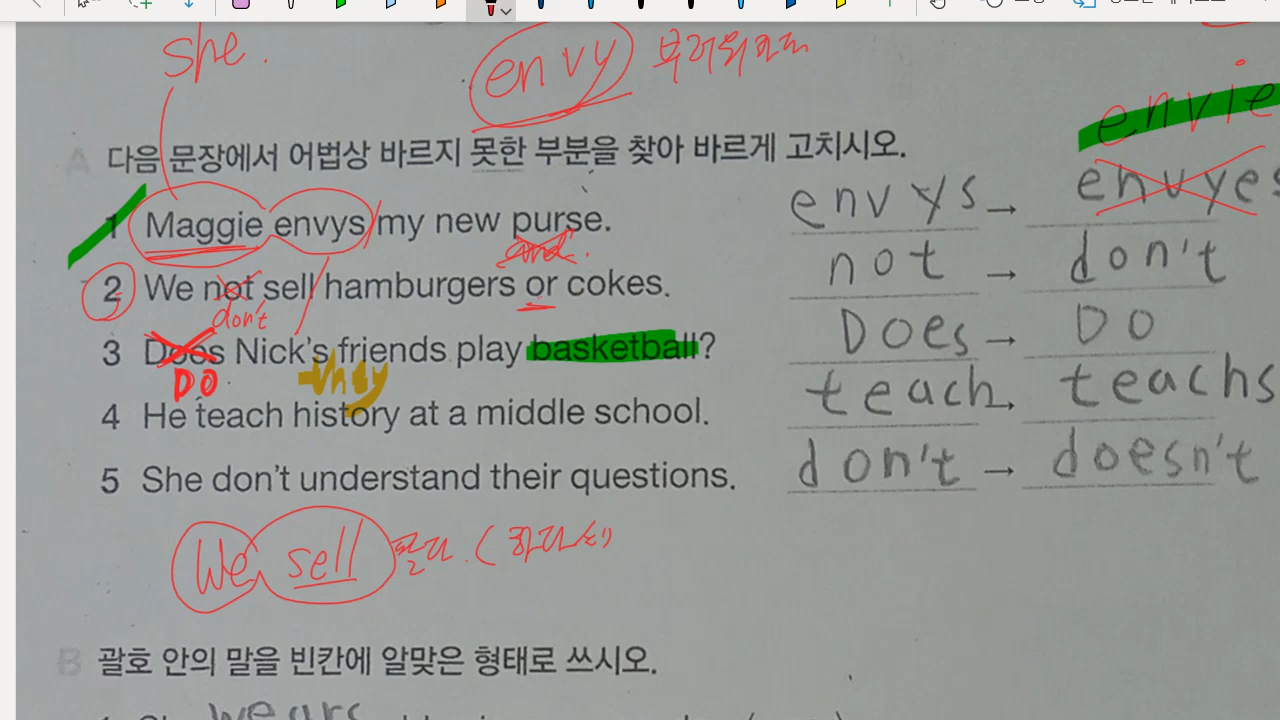 she.
envy 부러워하다
envie
A 다음 문장에서 어법상 바르지 못한 부분을 찾아 바르게 고치시오.
1 Maggie envys my new purse. envys → envyes
and.
2 We not sell hamburgers or cokes. not → don't
don't
3 Does Nick's friends play basketball? Does → Do
DO. they
4 He teach history at a middle school. teach → teachs
5 She don't understand their questions. don't → doesn't
We sell 팔다. (하다
B 괄호 안의 말을 빈칸에 알맞은 형태로 쓰시오.
wears